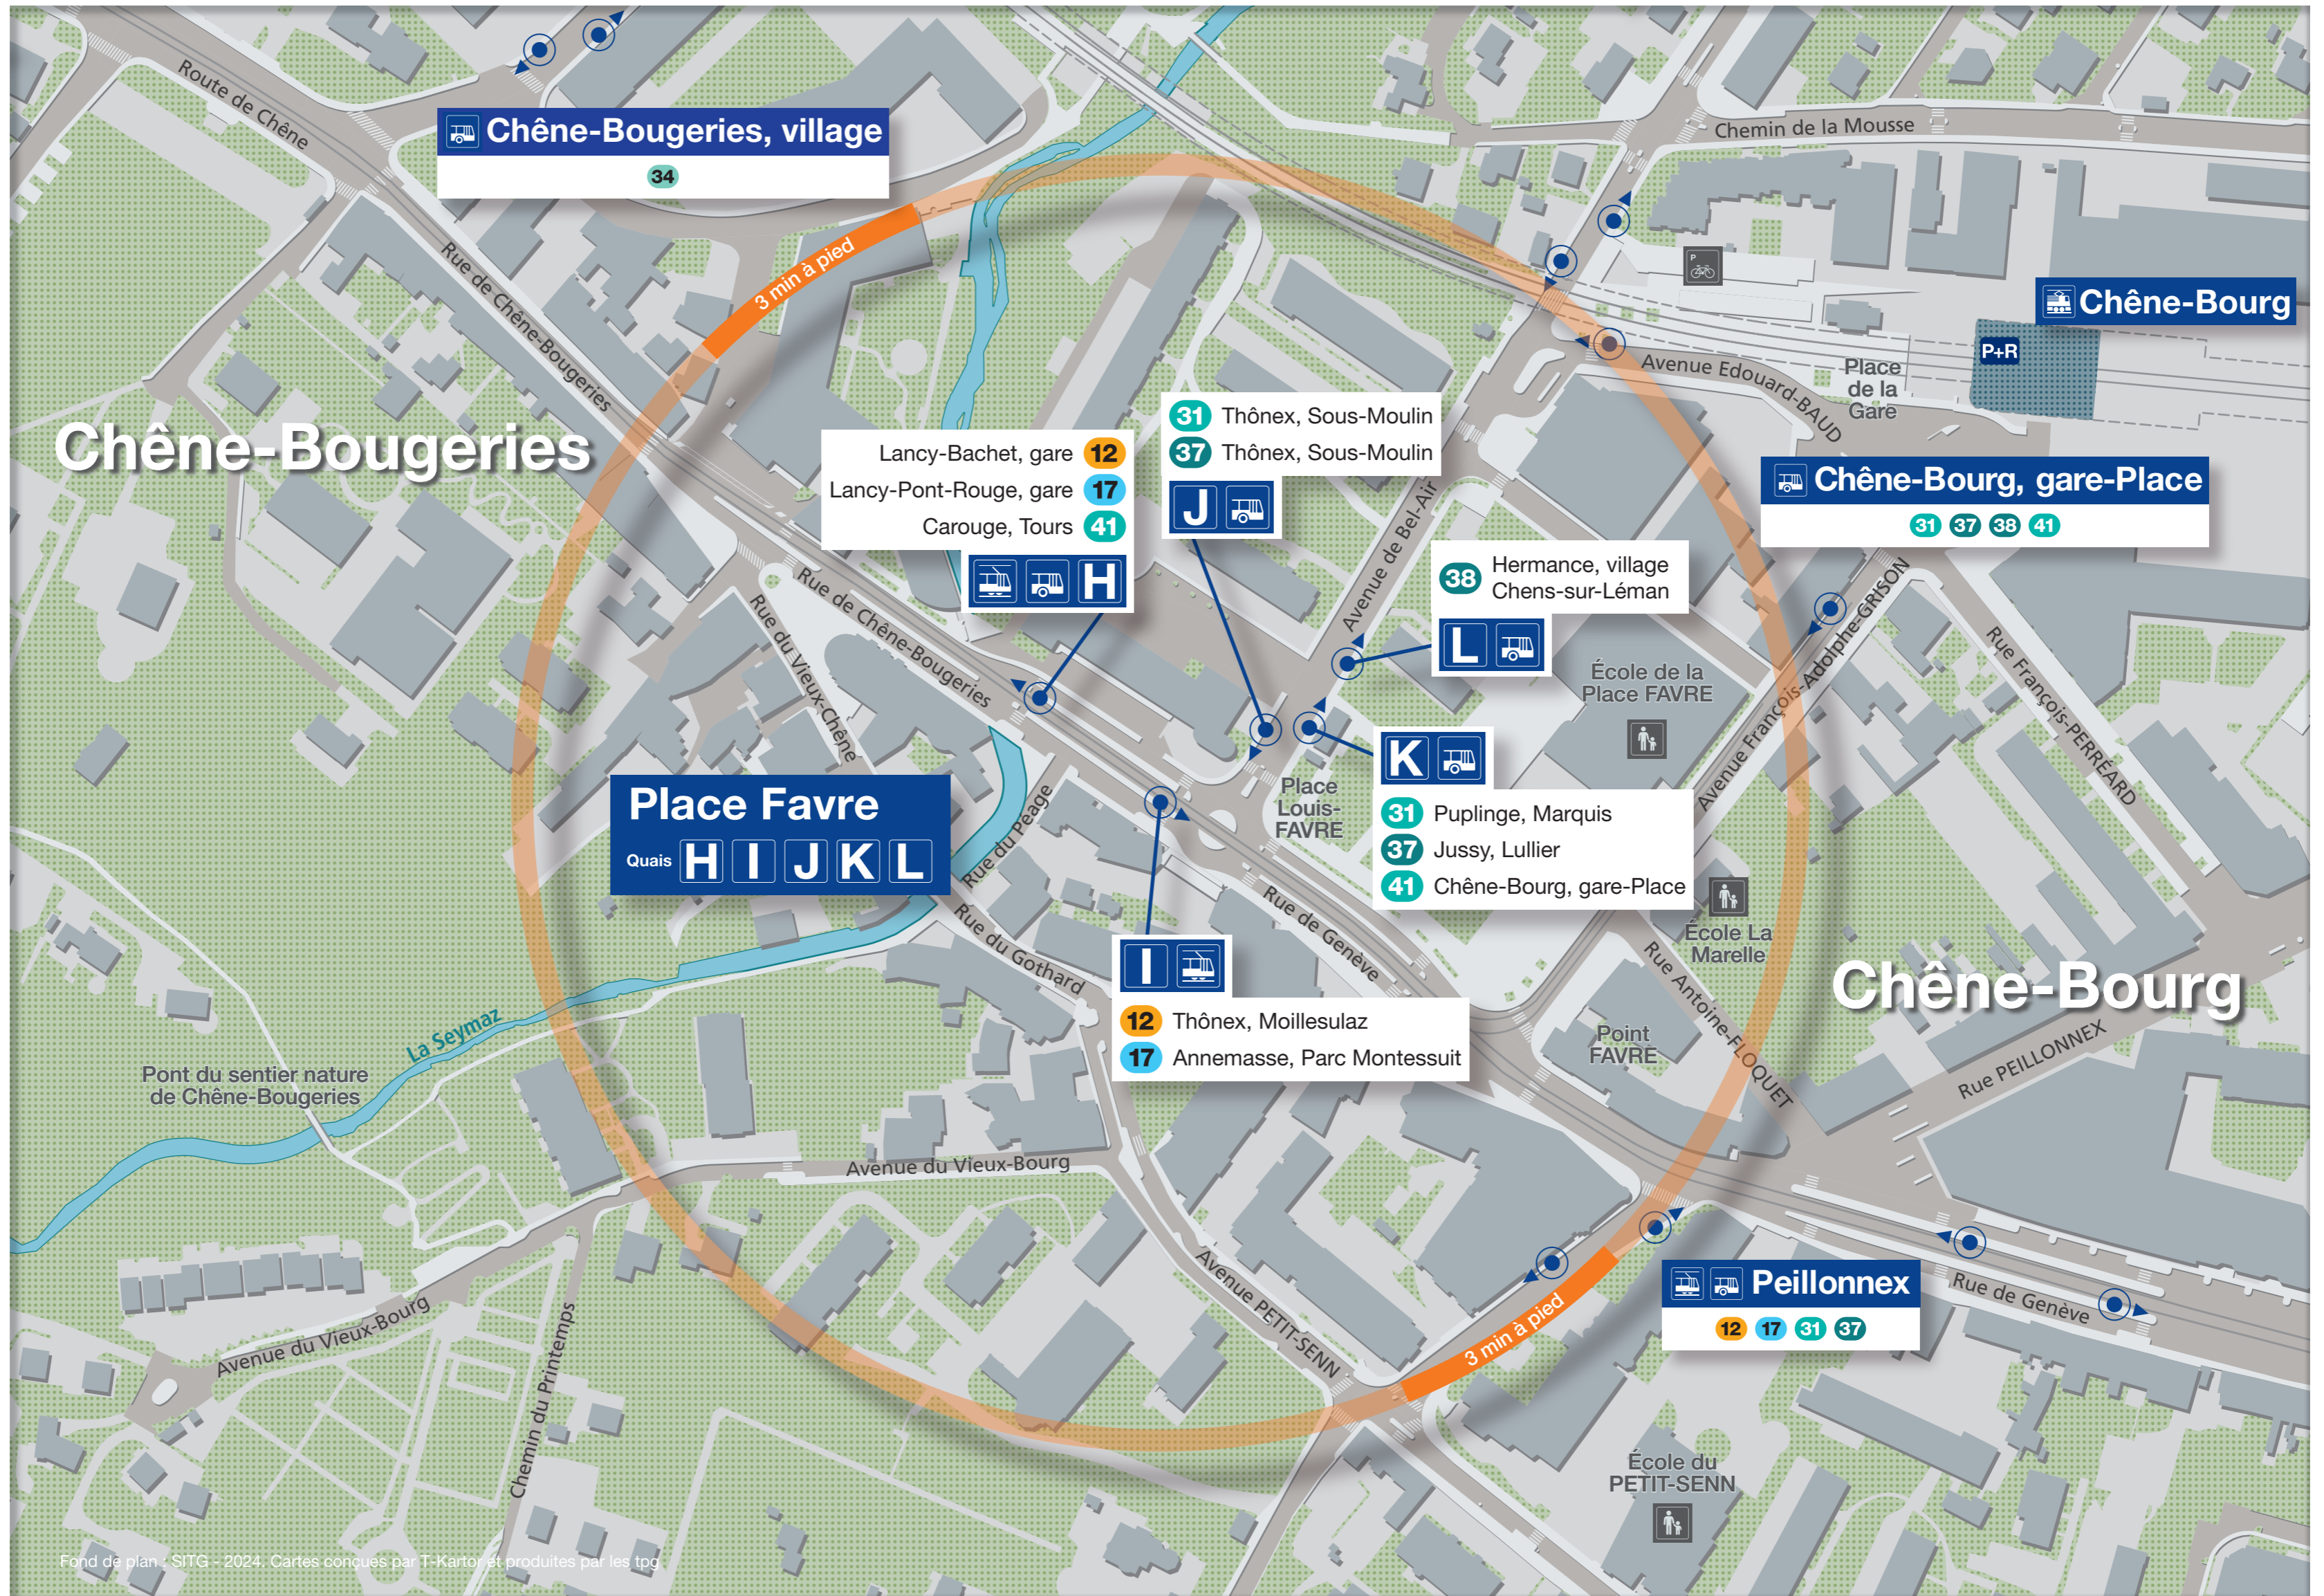 Route de Chêne
Chêne-Bougeries, village
34
Chemin de la Mousse
3 min à pied
Rue de Chêne-Bougeries
P
Chêne-Bourg
P+R
Avenue Edouard-BAUD
Place
de la
Gare
Chêne-Bougeries
31 Thônex, Sous-Moulin
37 Thônex, Sous-Moulin
J
Lancy-Bachet, gare 12
Lancy-Pont-Rouge, gare 17
Carouge, Tours 41
H
Chêne-Bourg, gare-Place
31 37 38 41
Avenue de Bel-Air
38 Hermance, village
Chens-sur-Léman
L
Rue de Chêne-Bougeries
Rue du Vieux-Chêne
École de la
Place FAVRE
Avenue François-Adolphe-GRISON
Rue François-PERRÉARD
K
31 Puplinge, Marquis
37 Jussy, Lullier
41 Chêne-Bourg, gare-Place
Place
Louis-
FAVRE
Place Favre
Quais H I J K L
Rue du Péage
Rue du Gothard
Rue de Genève
École La
Marelle
Rue Antoine-FLOQUET
Chêne-Bourg
I
12 Thônex, Moillesulaz
17 Annemasse, Parc Montessuit
Point
FAVRE
Rue PEILLONNEX
La Seymaz
Pont du sentier nature
de Chêne-Bougeries
Avenue du Vieux-Bourg
Avenue PETIT-SENN
Peillonnex
12 17 31 37
Rue de Genève
3 min à pied
Avenue du Vieux-Bourg
Chemin du Printemps
École du
PETIT-SENN
Fond de plan : SITG - 2024. Cartes conçues par T-Kartor et produites par les tpg